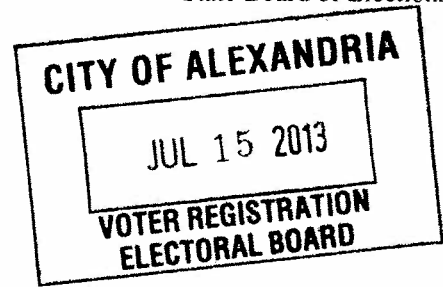 CITY OF ALEXANDRIA
JUL 15 2013
VOTER REGISTRATION
ELECTORAL BOARD